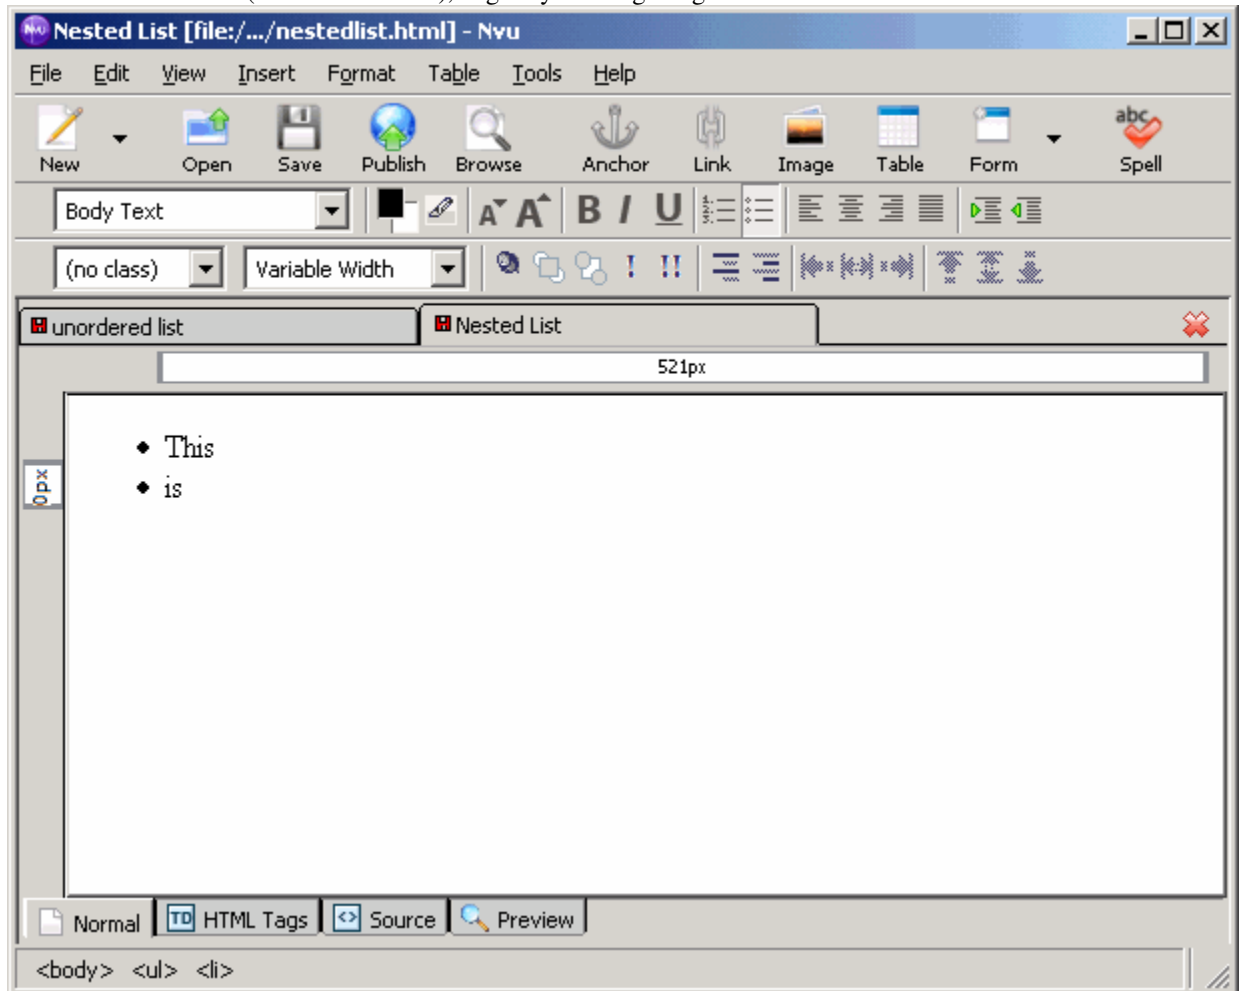 Nested List [file:/.../nestedlist.html] - Nvu
File Edit View Insert Format Table Tools Help
New Open Save Publish Browse Anchor Link Image Table Form Spell
Body Text
(no class) Variable Width
unordered list Nested List
521px
0px
This
is
Normal HTML Tags Source Preview
<body> <ul> <li>